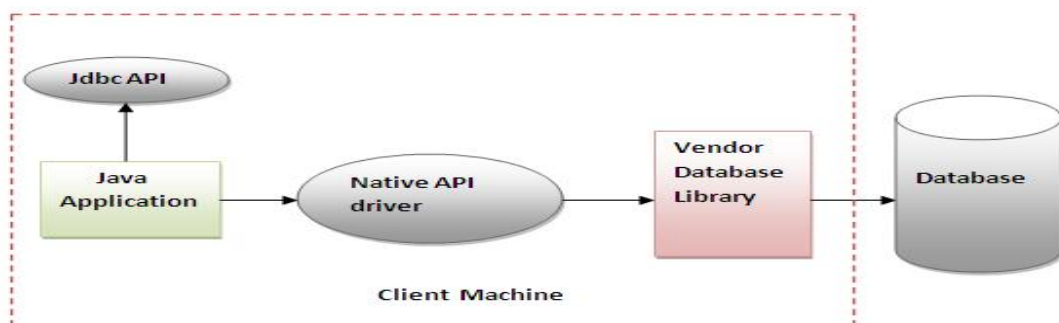 Jdbc API
Java
Application
Native API
driver
Vendor
Database
Library
Database
Client Machine